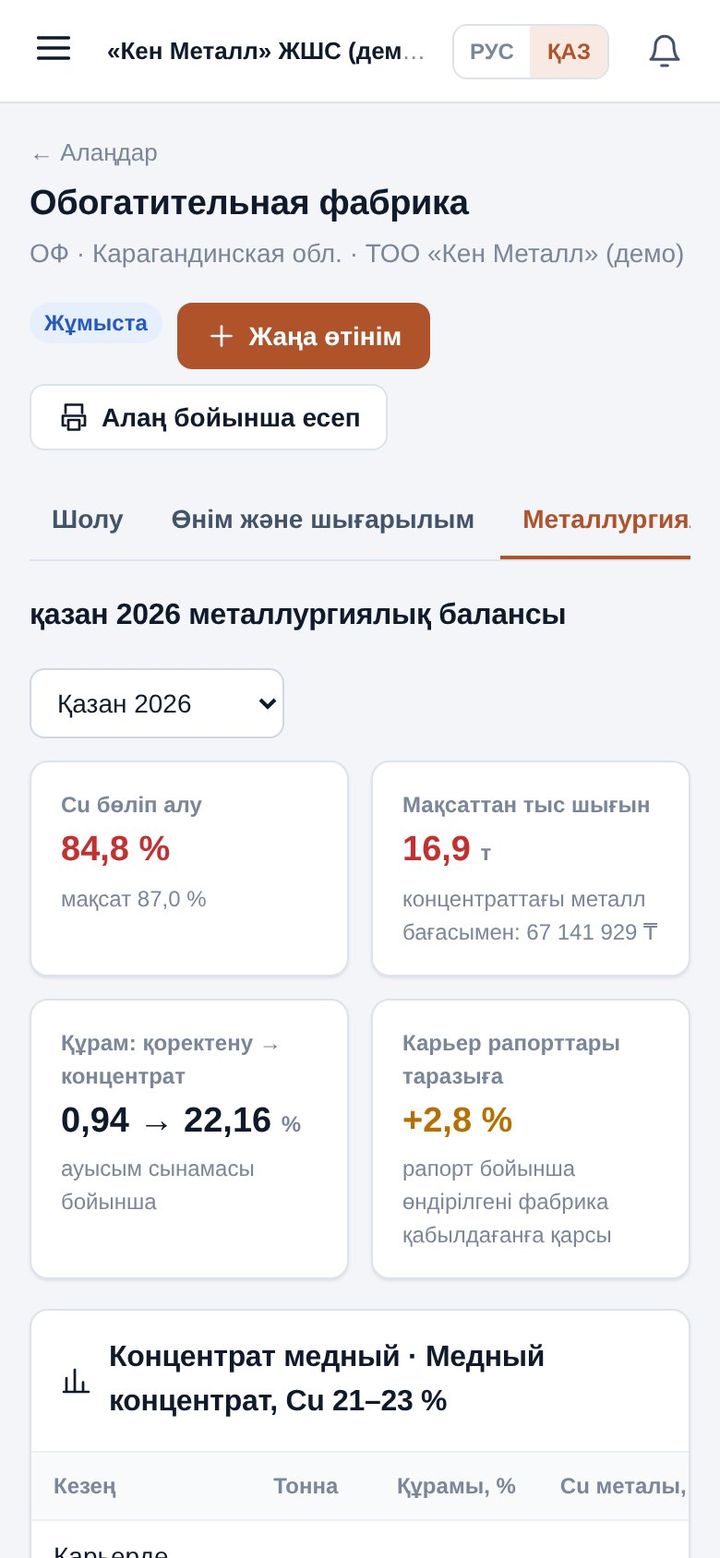 «Кен Металл» ЖШС (дем…
РУС
ҚАЗ
← Алаңдар
Обогатительная фабрика
ОФ · Карагандинская обл. · ТОО «Кен Металл» (демо)
Жұмыста
Жаңа өтінім
Алаң бойынша есеп
Шолу
Өнім және шығарылым
Металлургия
қазан 2026 металлургиялық балансы
Қазан 2026
Cu бөліп алу
84,8 %
мақсат 87,0 %
Мақсаттан тыс шығын
16,9 т
концентраттағы металл
бағасымен: 67 141 929 ₸
Құрам: қоректену →
концентрат
0,94 → 22,16 %
ауысым сынамасы
бойынша
Карьер рапорттары
таразыға
+2,8 %
рапорт бойынша
өндірілгені фабрика
қабылдағанға қарсы
Концентрат медный · Медный
концентрат, Cu 21–23 %
Кезең
Тонна
Құрамы, %
Cu металы,
Карьерде